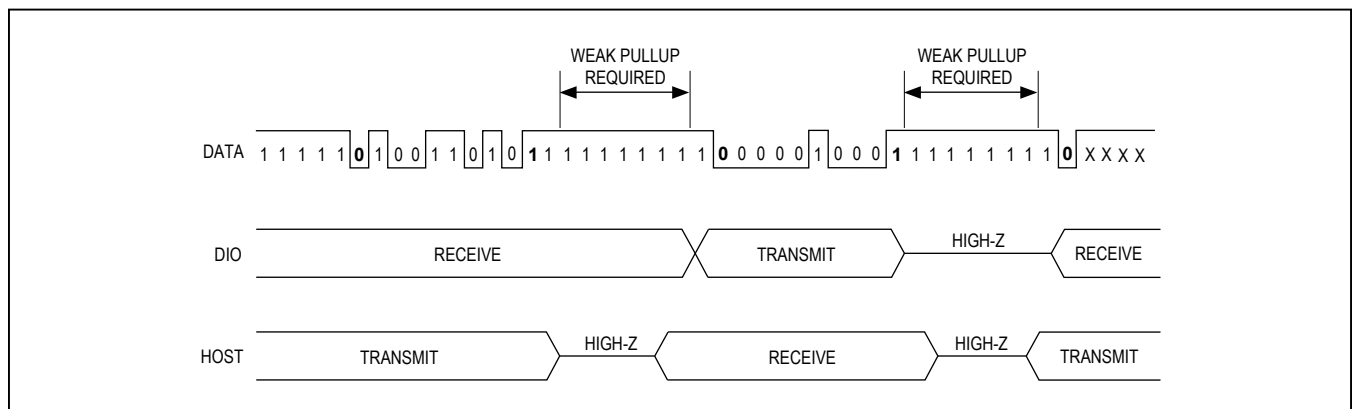 WEAK PULLUP
REQUIRED
WEAK PULLUP
REQUIRED
DATA 1 1 1 1 1 0 1 0 0 1 1 0 1 0 1 1 1 1 1 1 1 1 1 1 0 0 0 0 0 1 0 0 0 1 1 1 1 1 1 1 1 1 0 X X X X
DIO RECEIVE TRANSMIT HIGH-Z RECEIVE
HOST TRANSMIT HIGH-Z RECEIVE HIGH-Z TRANSMIT